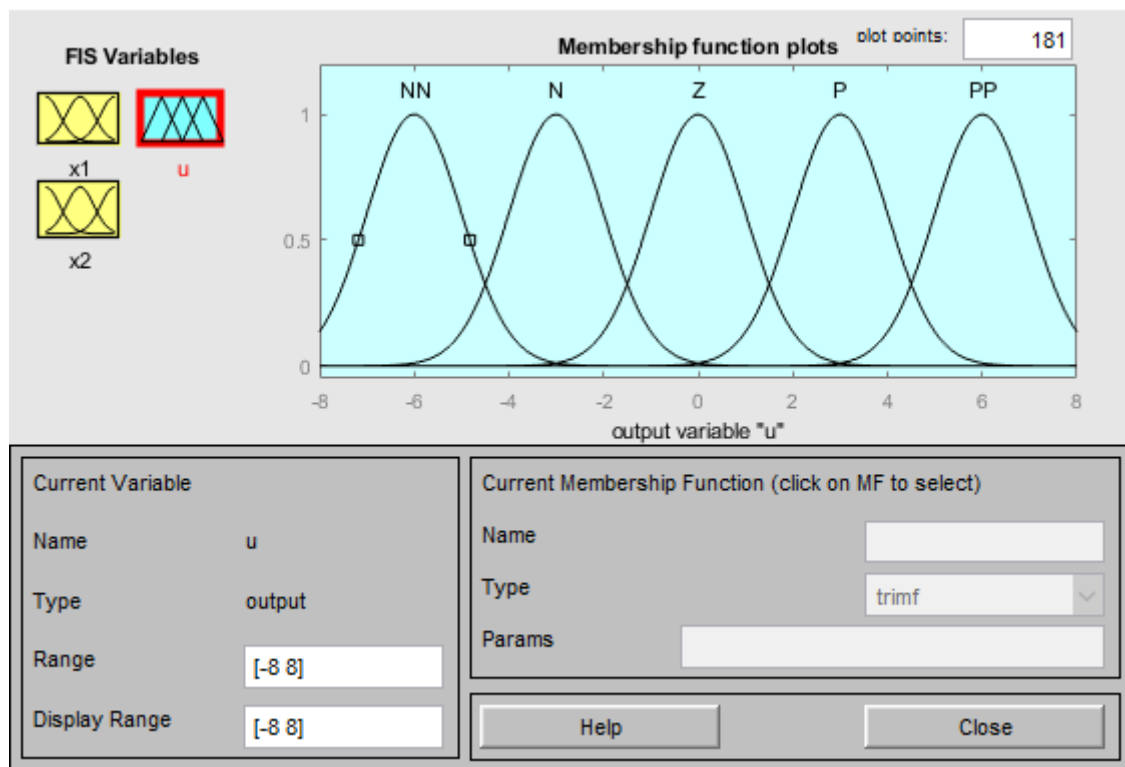 FIS Variables
x1
u
x2
Membership function plots
plot points:
181
NN N Z P PP
1
0.5
0
-8 -6 -4 -2 0 2 4 6 8
output variable "u"
Current Variable
Name u
Type output
Range [-8 8]
Display Range [-8 8]
Current Membership Function (click on MF to select)
Name
Type trimf
Params
Help Close